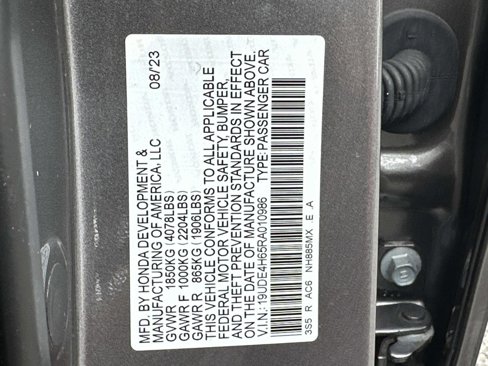 MFD. BY HONDA DEVELOPMENT & 08/23
MANUFACTURING OF AMERICA, LLC
GVWR 1850KG (4078LBS)
GAWR F 1000KG (2204LBS)
GAWR R 865KG (1906LBS)
THIS VEHICLE CONFORMS TO ALL APPLICABLE
FEDERAL MOTOR VEHICLE SAFETY, BUMPER,
AND THEFT PREVENTION STANDARDS IN EFFECT
ON THE DATE OF MANUFACTURE SHOWN ABOVE.
V.I.N.: 19UDE4H65RA010986 TYPE:PASSENGER CAR
3S5 R AC6 NH885MX E A